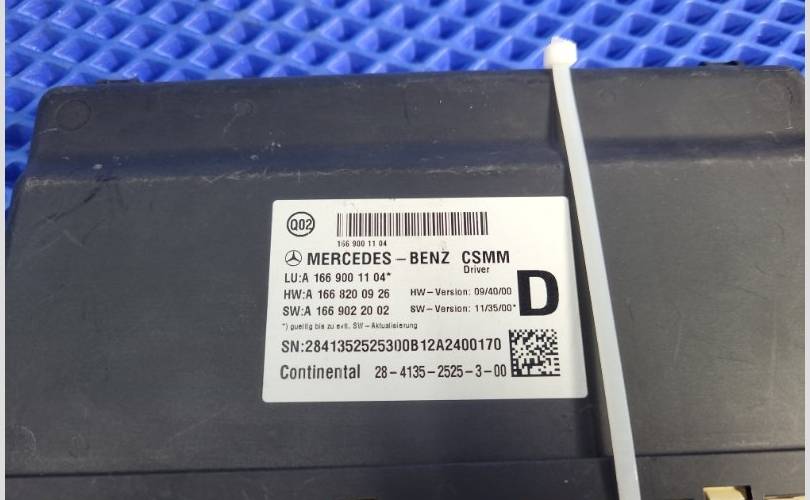 Q02
166 900 11 04
MERCEDES - BENZ CSMM
Driver
LU:A 166 900 11 04*
HW:A 166 820 09 26 HW-Version: 09/40/00
SW:A 166 902 20 02 SW-Version: 11/35/00*
D
*) gueltig bis zu evtl. SW-Aktualisierung
SN:2841352525300B12A2400170
Continental 28-4135-2525-3-00